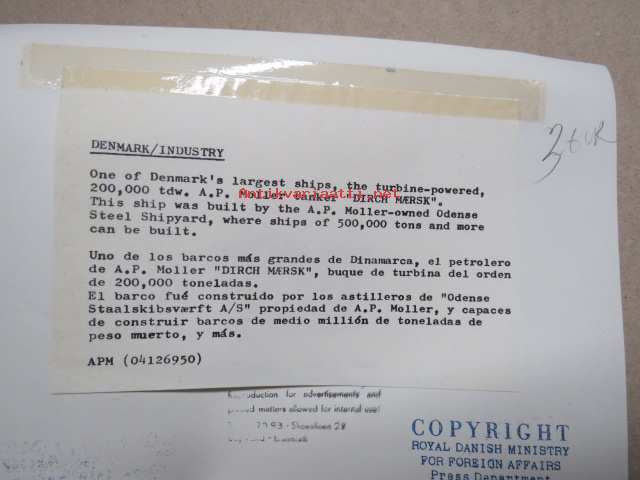 DENMARK/INDUSTRY
One of Denmark's largest ships, the turbine-powered,
200,000 tdw. A.P. Moller tanker "DIRCH MÆRSK".
Antikvariaatti.net
This ship was built by the A.P. Moller-owned Odense
Steel Shipyard, where ships of 500,000 tons and more
can be built.
Uno de los barcos más grandes de Dinamarca, el petrolero
de A.P. Moller "DIRCH MÆRSK", buque de turbina del orden
de 200,000 toneladas.
El barco fué construido por los astilleros de "Odense
Staalskibsværft A/S" propiedad de A.P. Moller, y capaces
de construir barcos de medio millión de toneladas de
peso muerto, y más.
APM (04126950)
for advertisements and
matters allowed for internal use
28
COPYRIGHT
ROYAL DANISH MINISTRY
FOR FOREIGN AFFAIRS
Press Department